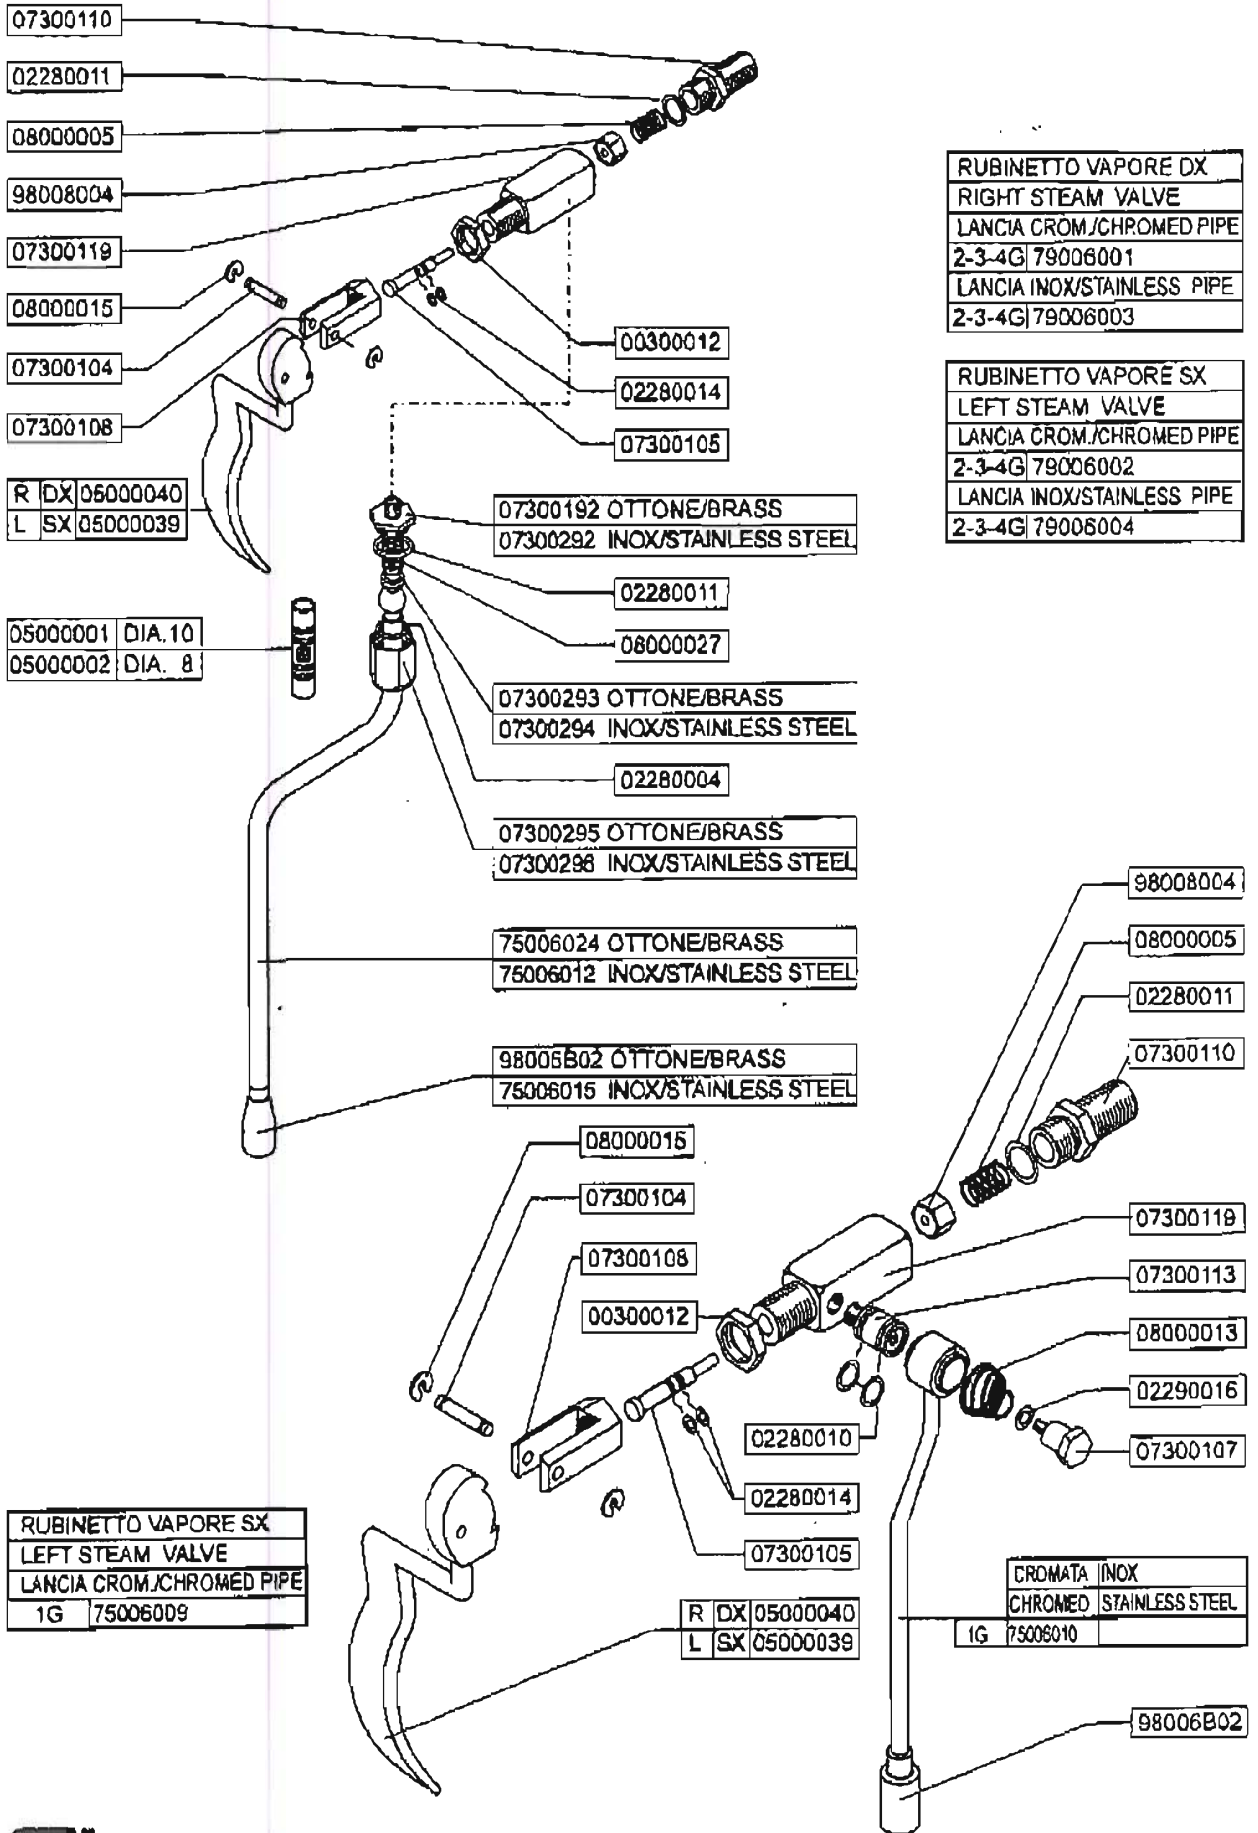 07300110
02280011
08000005
98008004
07300119
08000015
07300104
07300108
R DX 05000040
L SX 05000039
05000001 DIA.10
05000002 DIA. 8
00300012
02280014
07300105
07300192 OTTONE/BRASS
07300292 INOX/STAINLESS STEEL
02280011
08000027
07300293 OTTONE/BRASS
07300294 INOX/STAINLESS STEEL
02280004
07300295 OTTONE/BRASS
07300296 INOX/STAINLESS STEEL
75006024 OTTONE/BRASS
75006012 INOX/STAINLESS STEEL
98006B02 OTTONE/BRASS
75006015 INOX/STAINLESS STEEL
RUBINETTO VAPORE DX
RIGHT STEAM VALVE
LANCIA CROM./CHROMED PIPE
2-3-4G 79006001
LANCIA INOX/STAINLESS PIPE
2-3-4G 79006003
RUBINETTO VAPORE SX
LEFT STEAM VALVE
LANCIA CROM./CHROMED PIPE
2-3-4G 79006002
LANCIA INOX/STAINLESS PIPE
2-3-4G 79006004
98008004
08000005
02280011
07300110
07300119
07300113
08000013
02290016
07300107
08000015
07300104
07300108
00300012
02280010
02280014
07300105
R DX 05000040
L SX 05000039
RUBINETTO VAPORE SX
LEFT STEAM VALVE
LANCIA CROM./CHROMED PIPE
1G 75006009
CROMATA INOX
CHROMED STAINLESS STEEL
1G 75006010
98006B02